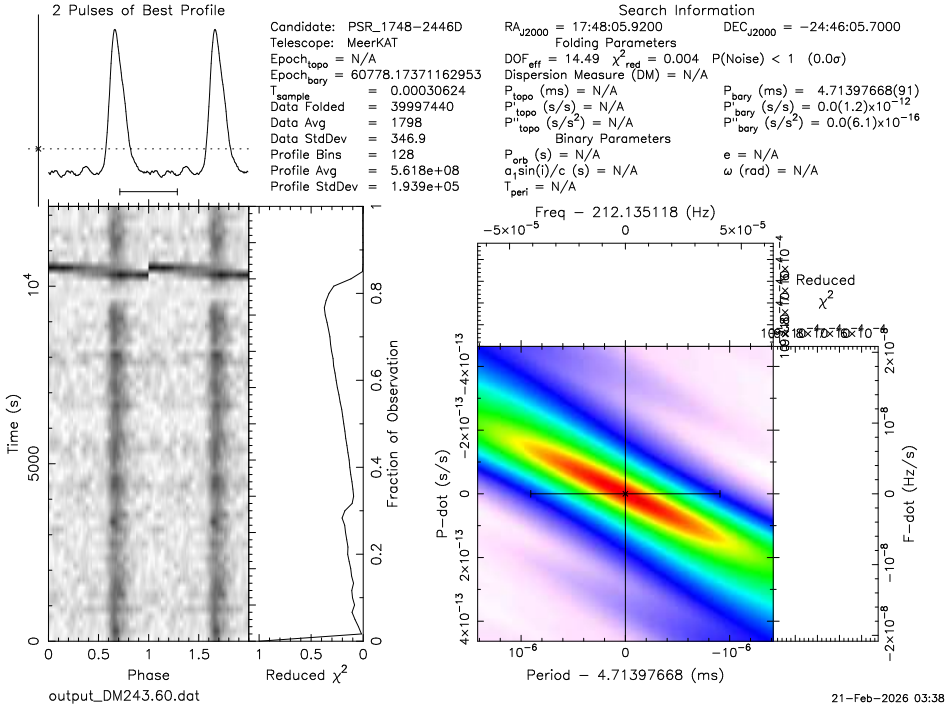 2 Pulses of Best Profile
Candidate: PSR_1748-2446D
Telescope: MeerKAT
Epoch_topo = N/A
Epoch_bary = 60778.17371162953
T_sample = 0.00030624
Data Folded = 39997440
Data Avg = 1798
Data StdDev = 346.9
Profile Bins = 128
Profile Avg = 5.618e+08
Profile StdDev = 1.939e+05
Search Information
RA_J2000 = 17:48:05.9200 DEC_J2000 = −24:46:05.7000
Folding Parameters
DOF_eff = 14.49 χ²_red = 0.004 P(Noise) < 1 (0.0σ)
Dispersion Measure (DM) = N/A
P_topo (ms) = N/A P_bary (ms) = 4.71397668(91)
P'_topo (s/s) = N/A P'_bary (s/s) = 0.0(1.2)x10⁻¹²
P''_topo (s/s²) = N/A P''_bary (s/s²) = 0.0(6.1)x10⁻¹⁶
Binary Parameters
P_orb (s) = N/A e = N/A
a₁sin(i)/c (s) = N/A ω (rad) = N/A
T_peri = N/A
0 5000 10⁴
Time (s)
0 0.5 1 1.5
Phase
1 0
Reduced χ²
0 0.2 0.4 0.6 0.8 1
Fraction of Observation
Freq − 212.135118 (Hz)
−5×10⁻⁵ 0 5×10⁻⁵
Reduced
χ²
−4×10⁻¹³ −2×10⁻¹³ 0 2×10⁻¹³ 4×10⁻¹³
P−dot (s/s)
2×10⁻⁸ 10⁻⁸ 0 −10⁻⁸ −2×10⁻⁸
F−dot (Hz/s)
10⁻⁶ 0 −10⁻⁶
Period − 4.71397668 (ms)
output_DM243.60.dat
21−Feb−2026 03:38